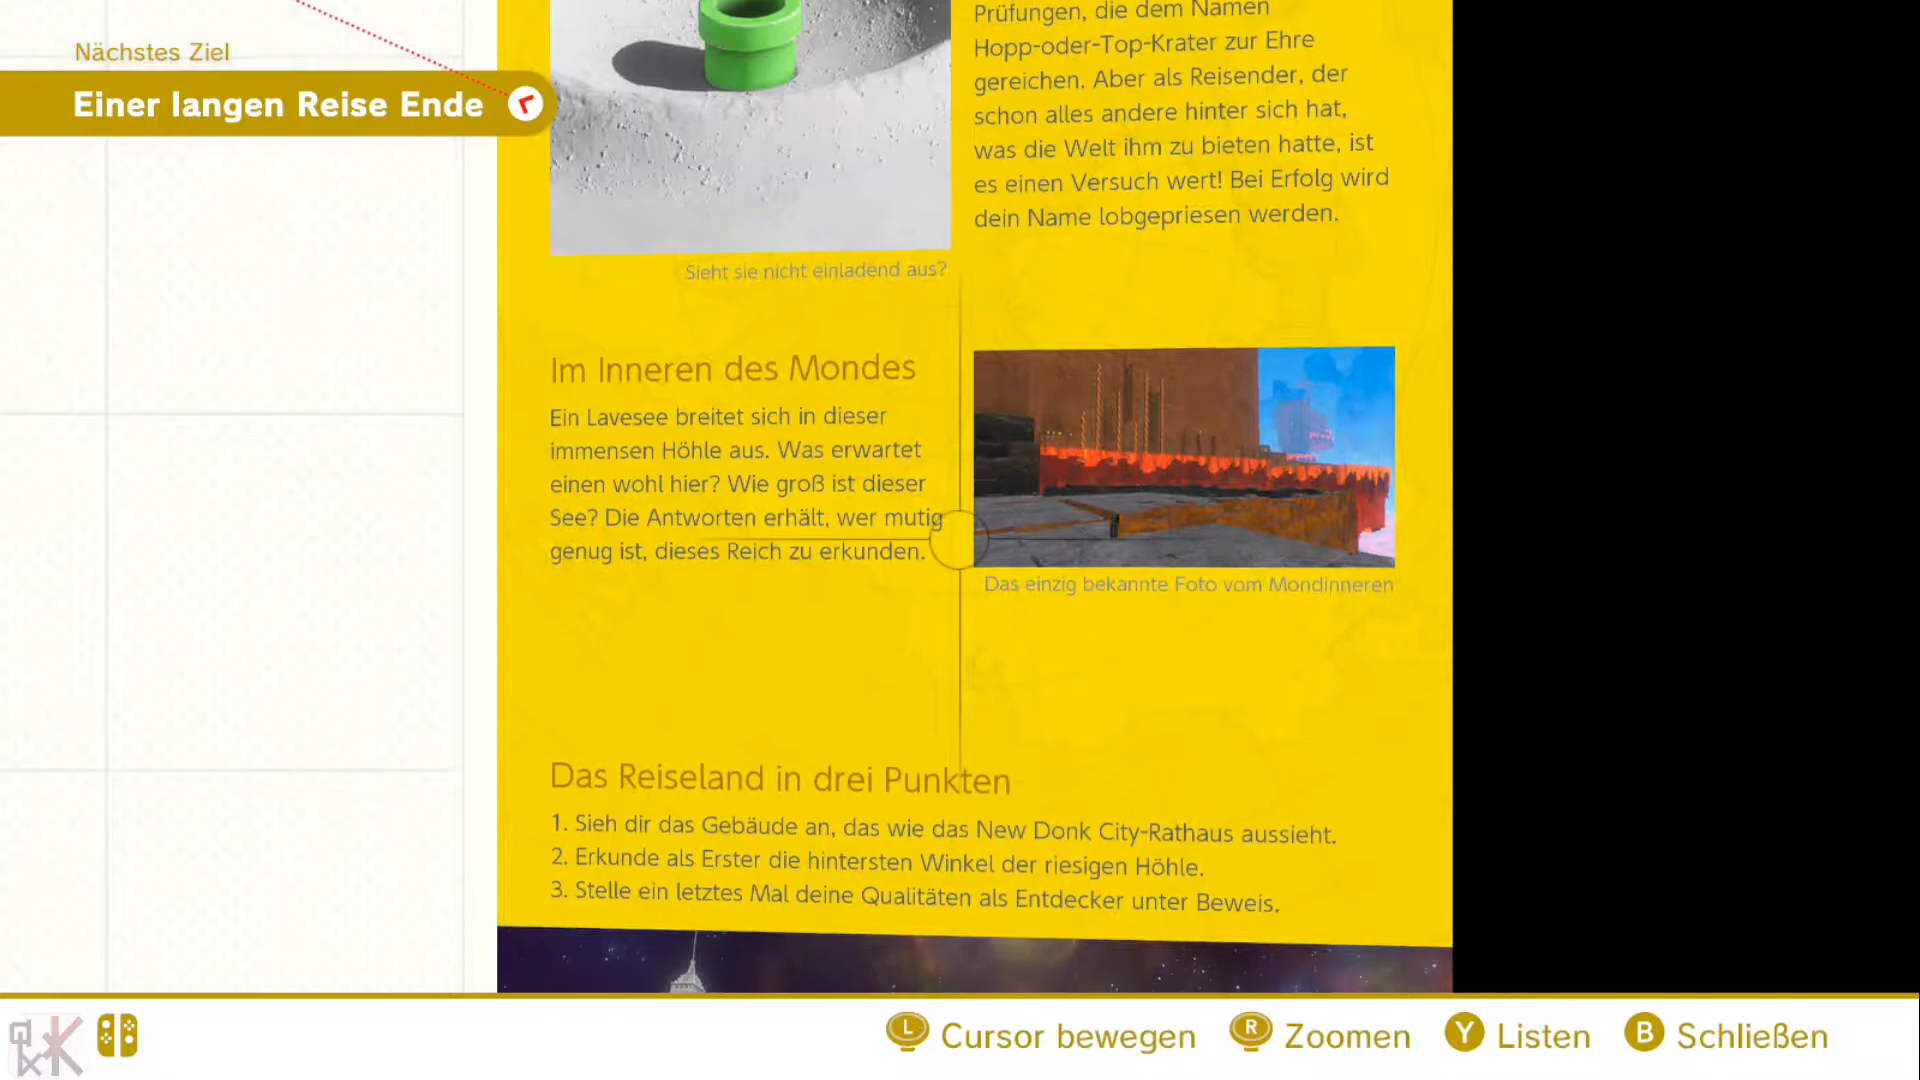 Nächstes Ziel
Einer langen Reise Ende
Prüfungen, die dem Namen
Hopp-oder-Top-Krater zur Ehre
gereichen. Aber als Reisender, der
schon alles andere hinter sich hat,
was die Welt ihm zu bieten hatte, ist
es einen Versuch wert! Bei Erfolg wird
dein Name lobgepriesen werden.
Sieht sie nicht einladend aus?
Im Inneren des Mondes
Ein Lavesee breitet sich in dieser
immensen Höhle aus. Was erwartet
einen wohl hier? Wie groß ist dieser
See? Die Antworten erhält, wer mutig
genug ist, dieses Reich zu erkunden.
Das einzig bekannte Foto vom Mondinneren
Das Reiseland in drei Punkten
1. Sieh dir das Gebäude an, das wie das New Donk City-Rathaus aussieht.
2. Erkunde als Erster die hintersten Winkel der riesigen Höhle.
3. Stelle ein letztes Mal deine Qualitäten als Entdecker unter Beweis.
L Cursor bewegen R Zoomen Y Listen B Schließen